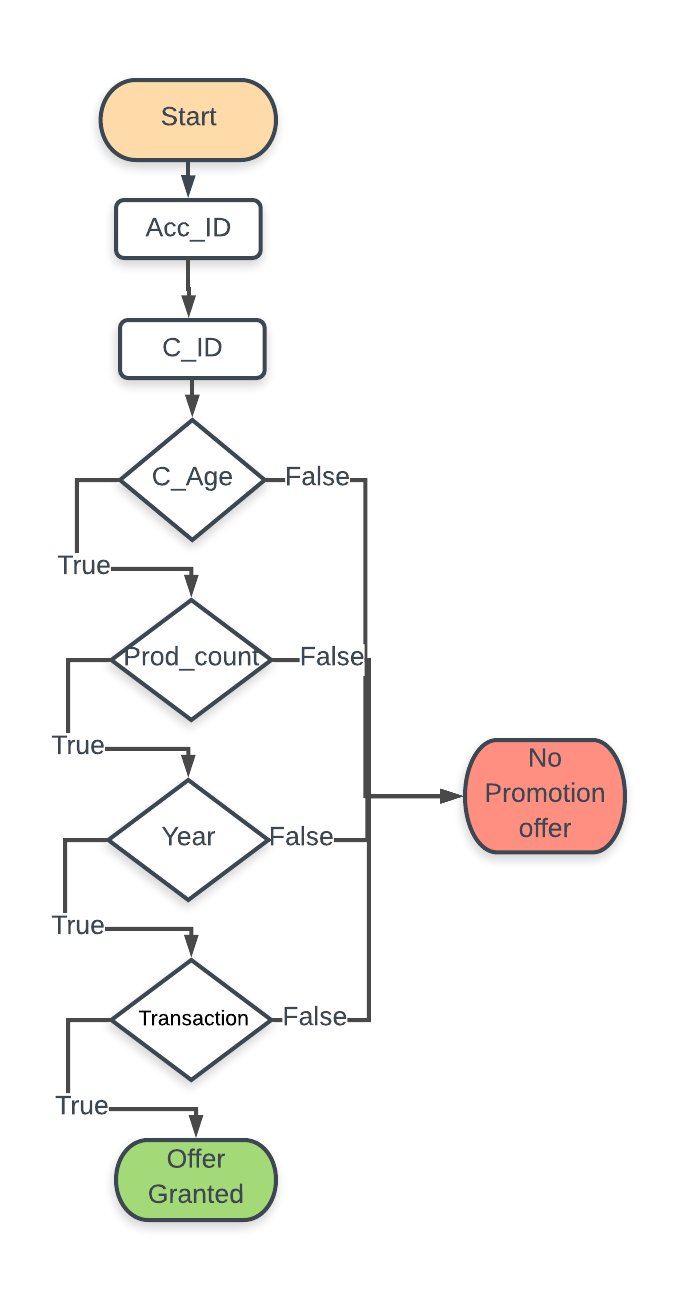 Start
Acc_ID
C_ID
C_Age
False
True
Prod_count
False
True
No
Promotion
offer
Year
False
True
Transaction
False
True
Offer
Granted